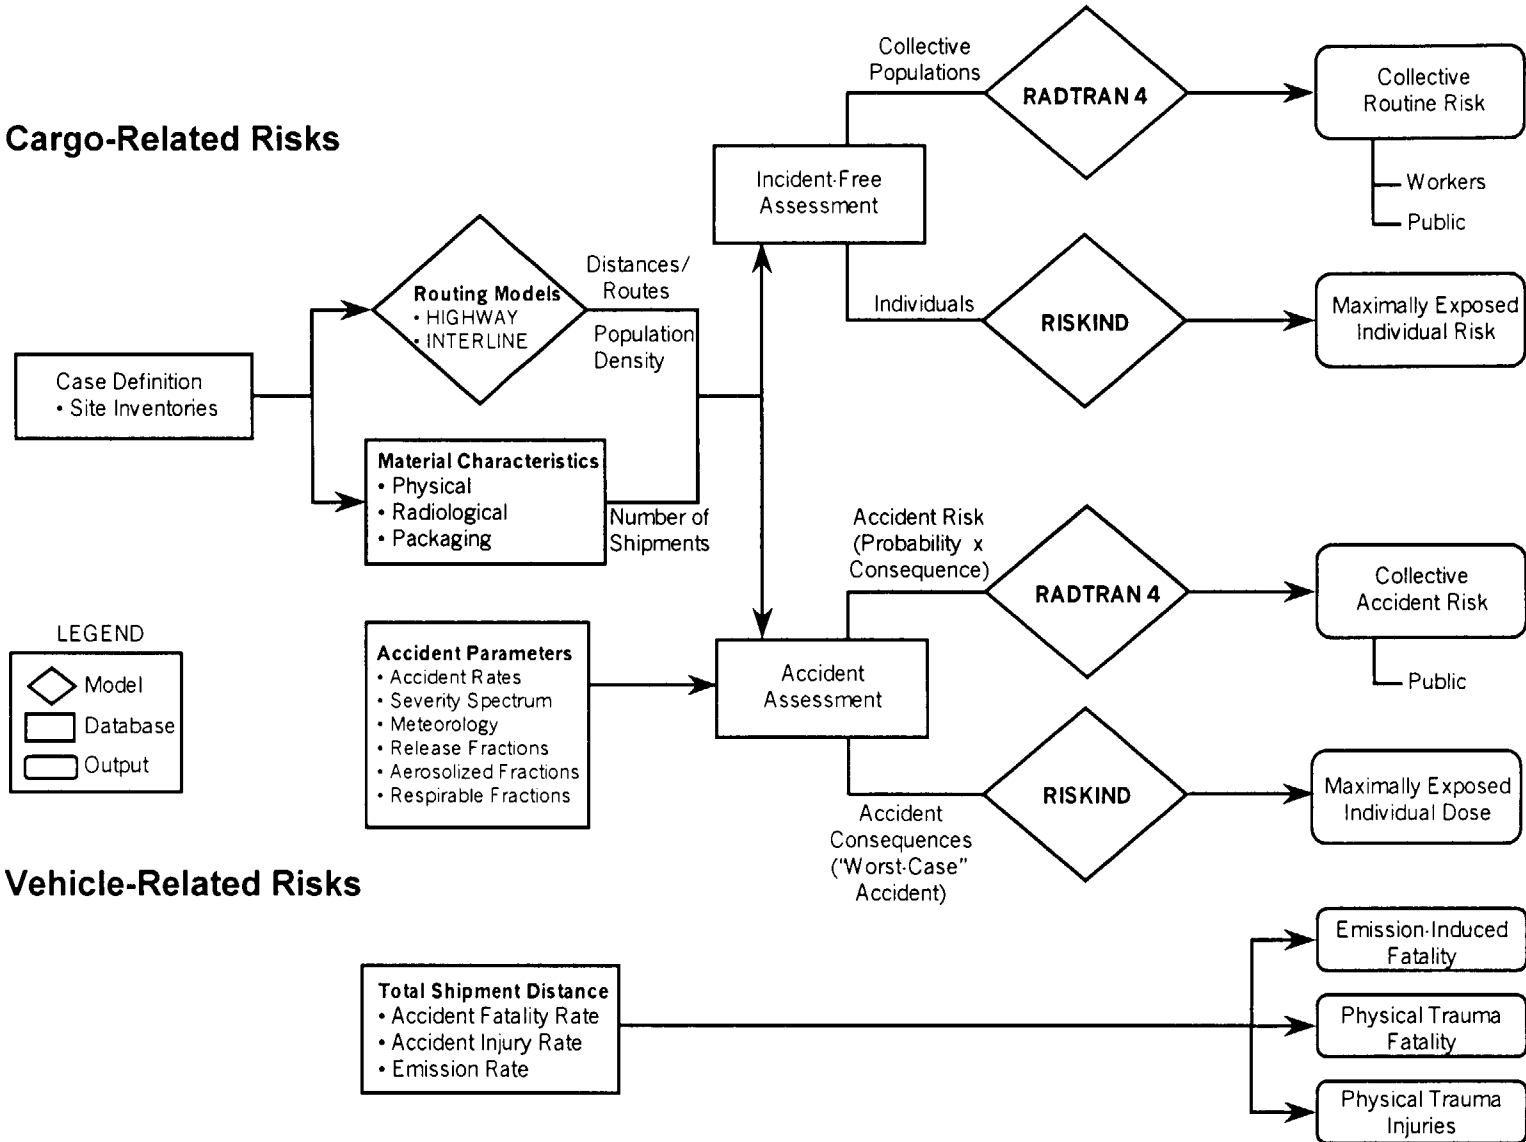 Cargo-Related Risks
Case Definition
• Site Inventories
Routing Models
• HIGHWAY
• INTERLINE
Distances/
Routes
Population
Density
Material Characteristics
• Physical
• Radiological
• Packaging
Number of
Shipments
Incident-Free
Assessment
Collective
Populations
RADTRAN 4
Collective
Routine Risk
Workers
Public
Individuals
RISKIND
Maximally Exposed
Individual Risk
LEGEND
Model
Database
Output
Accident Parameters
• Accident Rates
• Severity Spectrum
• Meteorology
• Release Fractions
• Aerosolized Fractions
• Respirable Fractions
Accident
Assessment
Accident Risk
(Probability x
Consequence)
RADTRAN 4
Collective
Accident Risk
Public
Accident
Consequences
("Worst-Case"
Accident)
RISKIND
Maximally Exposed
Individual Dose
Vehicle-Related Risks
Total Shipment Distance
• Accident Fatality Rate
• Accident Injury Rate
• Emission Rate
Emission-Induced
Fatality
Physical Trauma
Fatality
Physical Trauma
Injuries